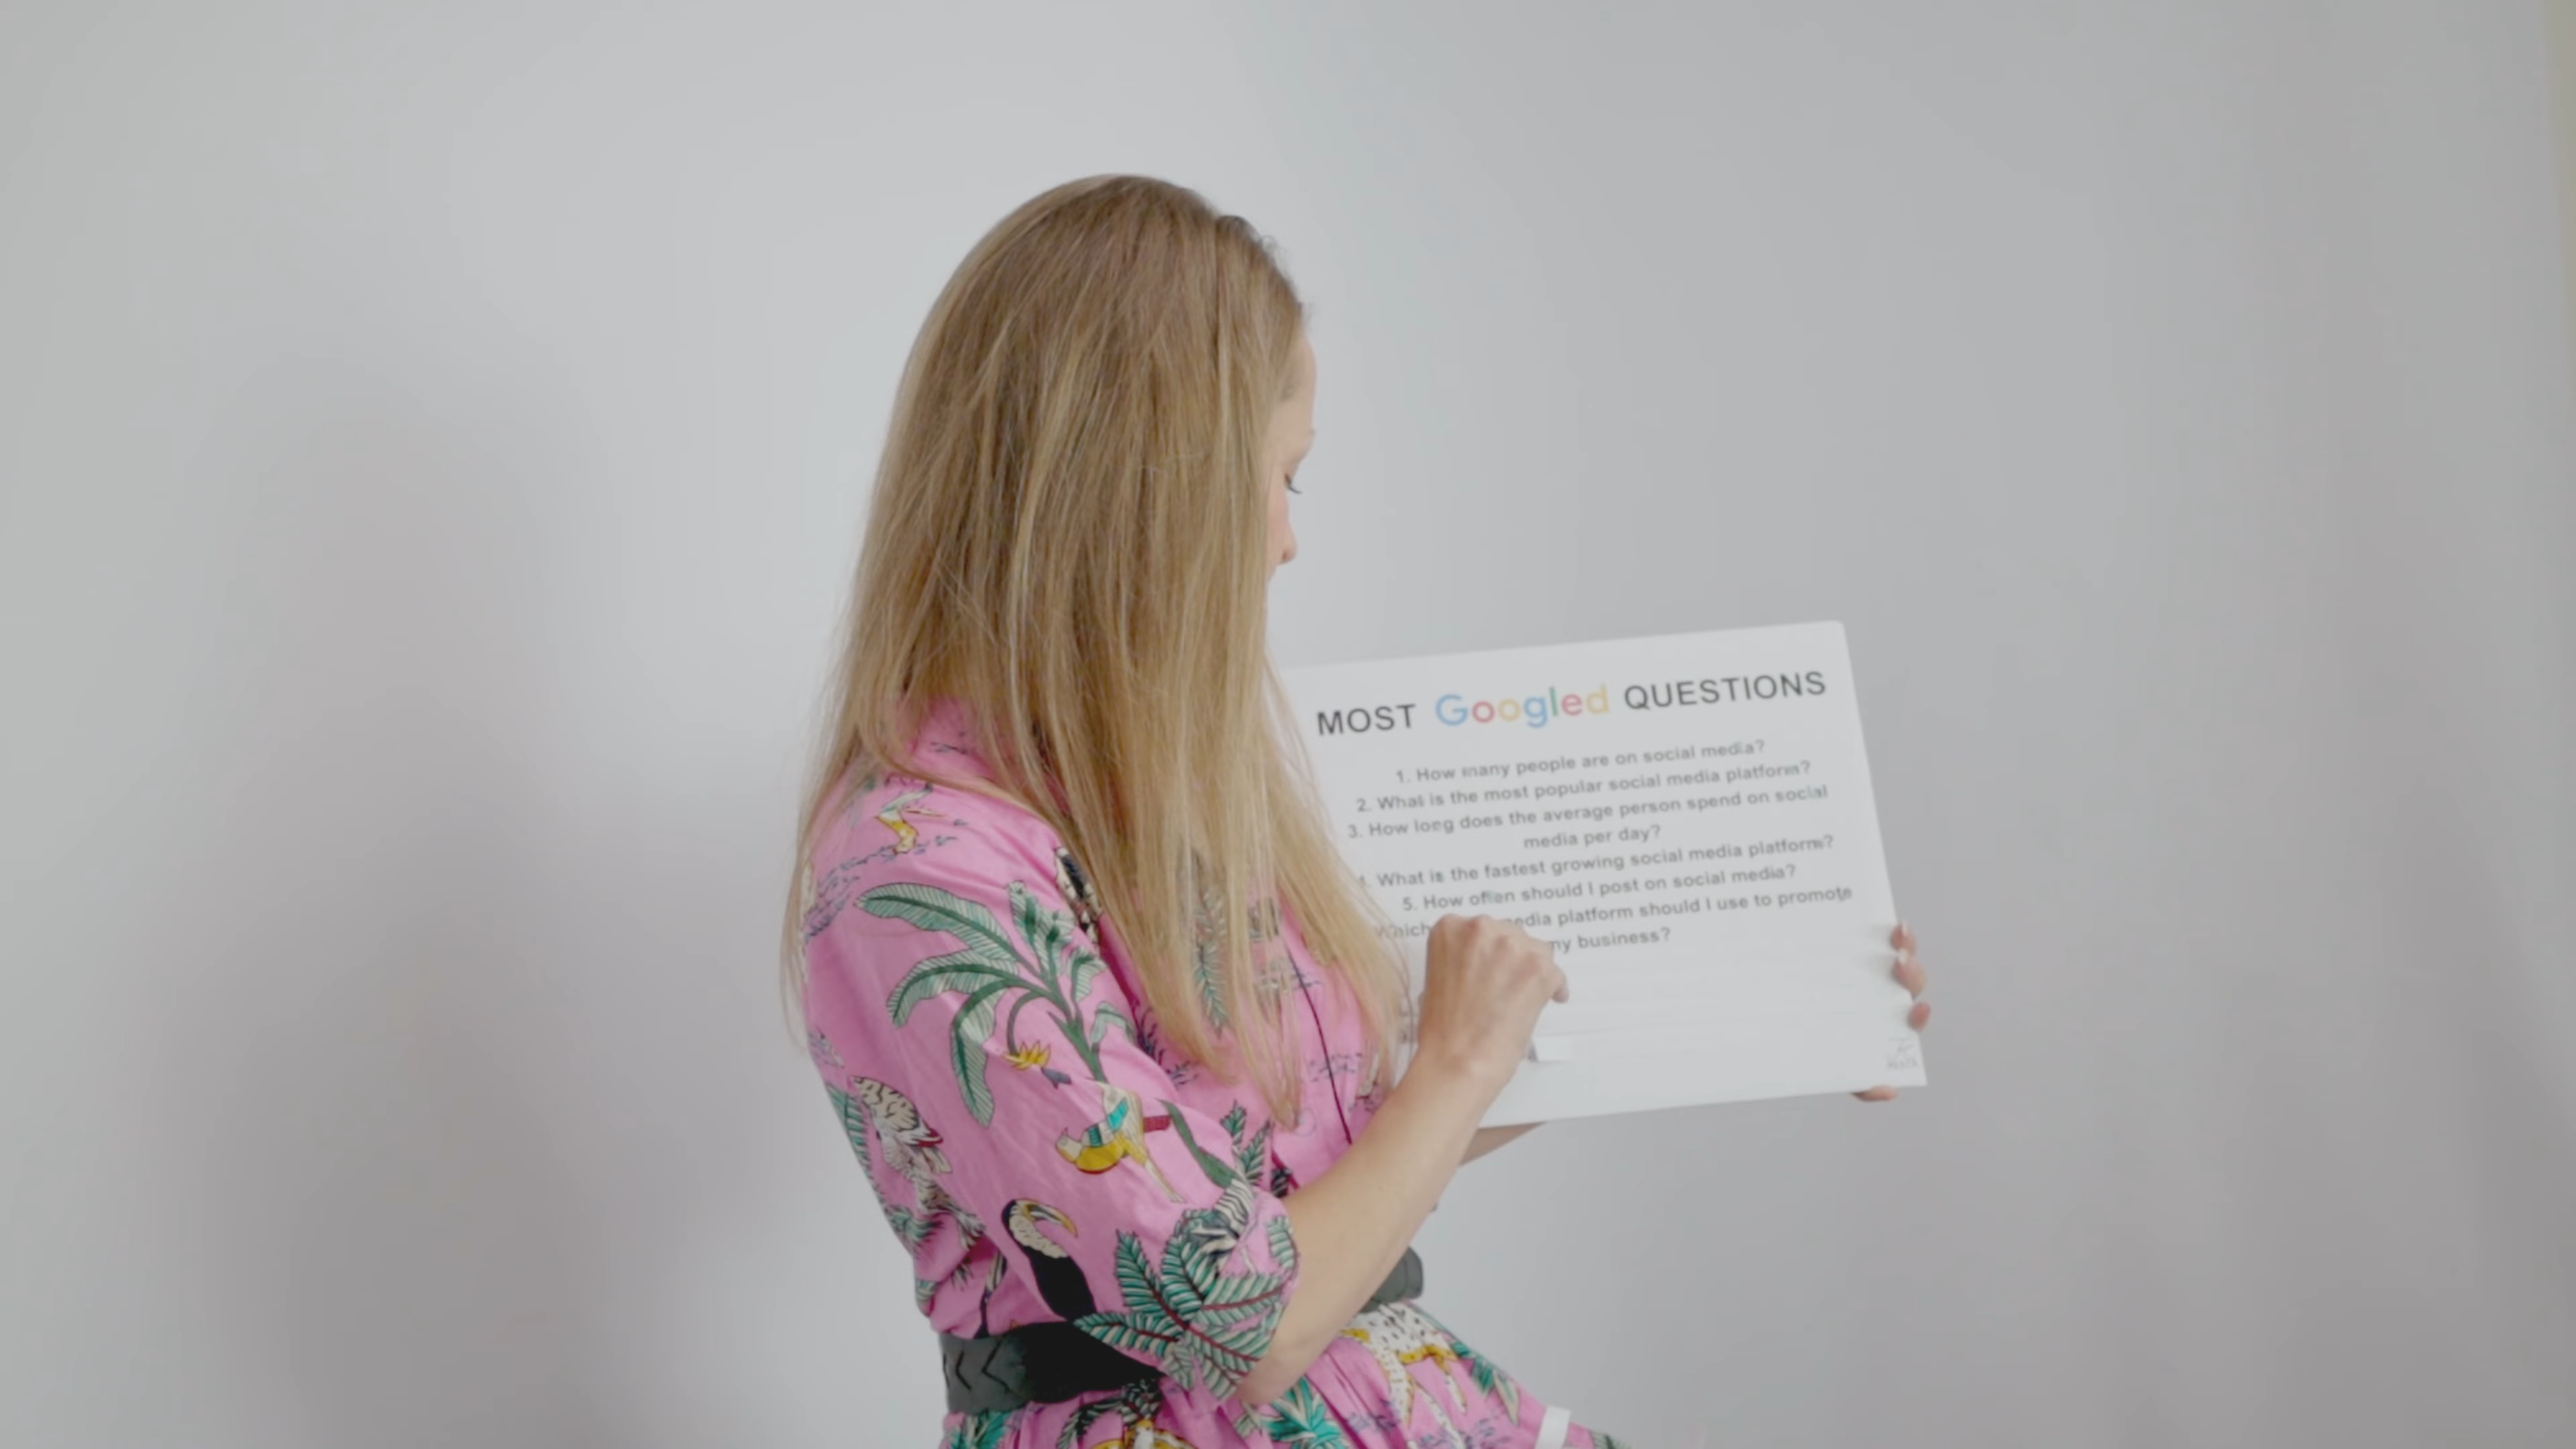 MOST Googled QUESTIONS
1. How many people are on social media?
2. What is the most popular social media platform?
3. How long does the average person spend on social
media per day?
. What is the fastest growing social media platform?
5. How often should I post on social media?
media platform should I use to promote
my business?